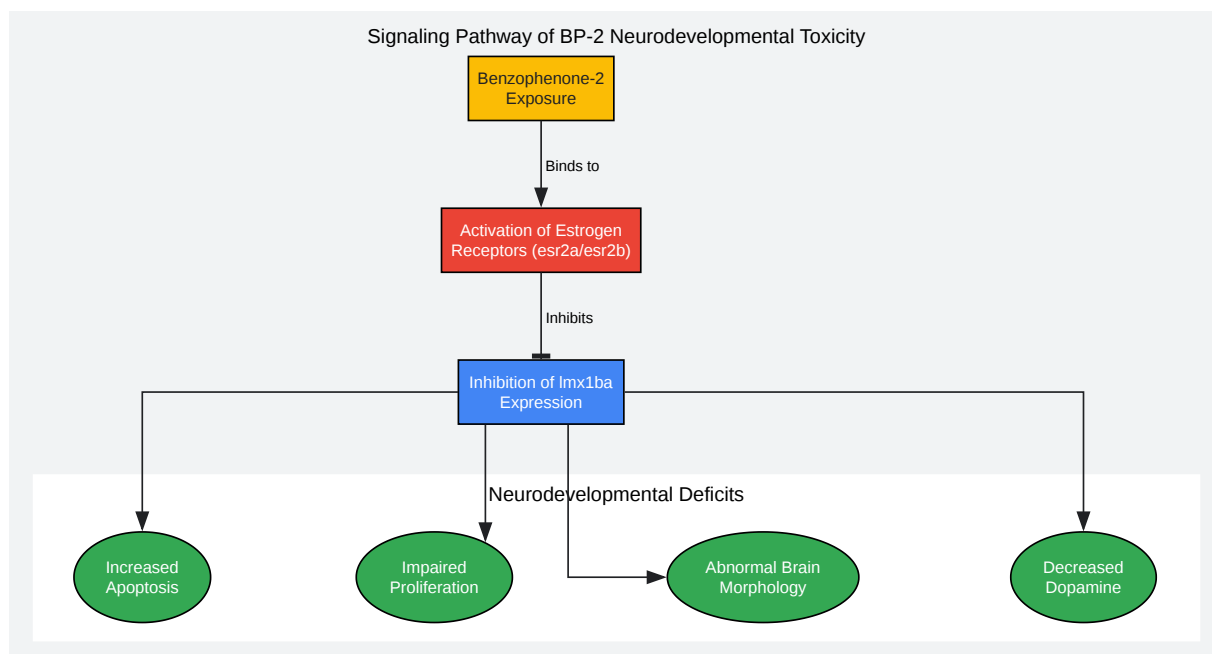 Signaling Pathway of BP-2 Neurodevelopmental Toxicity
Benzophenone-2
Exposure
Binds to
Activation of Estrogen
Receptors (esr2a/esr2b)
Inhibits
Inhibition of lmx1ba
Expression
Neurodevelopmental Deficits
Increased
Apoptosis
Impaired
Proliferation
Abnormal Brain
Morphology
Decreased
Dopamine